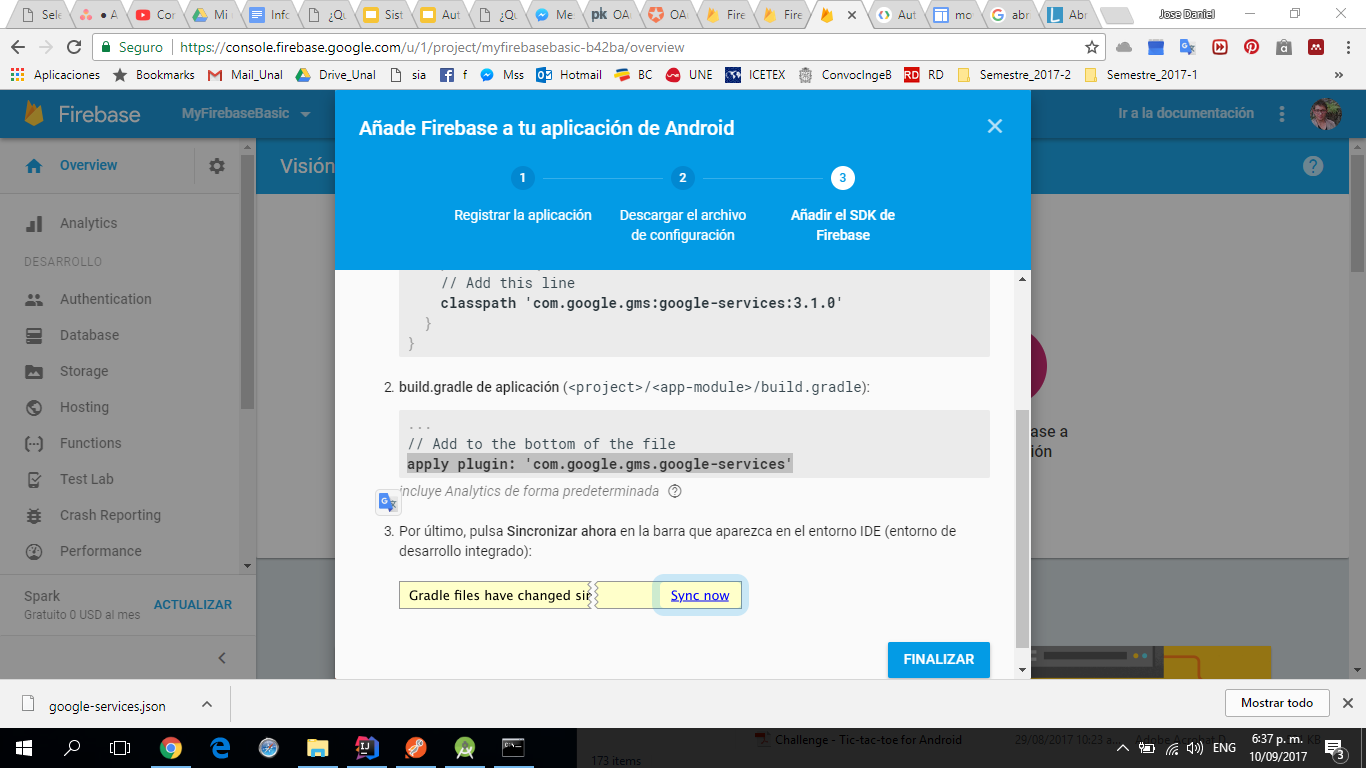 Sele
● A
Cor
Mi
Info
¿Qu
Sist
Aut
¿Qu
Me
pk OA
OA
Fire
Fire
Aut
mo
abr
Abr
Jose Daniel
Seguro
https://console.firebase.google.com/u/1/project/myfirebasebasic-b42ba/overview
Aplicaciones
Bookmarks
Mail_Unal
Drive_Unal
sia
f
Mss
Hotmail
BC
UNE
ICETEX
ConvocIngeB
RD RD
Semestre_2017-2
Semestre_2017-1
»
Firebase
MyFirebaseBasic
Ir a la documentación
Añade Firebase a tu aplicación de Android
Overview
Visión
1
2
3
Registrar la aplicación
Descargar el archivo
de configuración
Añadir el SDK de
Firebase
Analytics
DESARROLLO
Authentication
Database
Storage
Hosting
Functions
Test Lab
Crash Reporting
Performance
Spark
Gratuito 0 USD al mes
ACTUALIZAR
// Add this line
classpath 'com.google.gms:google-services:3.1.0'
}
}
2. build.gradle de aplicación (<project>/<app-module>/build.gradle):
...
// Add to the bottom of the file
apply plugin: 'com.google.gms.google-services'
incluye Analytics de forma predeterminada
3. Por último, pulsa Sincronizar ahora en la barra que aparezca en el entorno IDE (entorno de
desarrollo integrado):
Gradle files have changed sin
Sync now
FINALIZAR
ase a
ión
google-services.json
Mostrar todo
Challenge - Tic-tac-toe for Android
29/08/2017 10:23 a...
Adobe Acrobat D...
KB
173 items
ENG
6:37 p. m.
10/09/2017
3